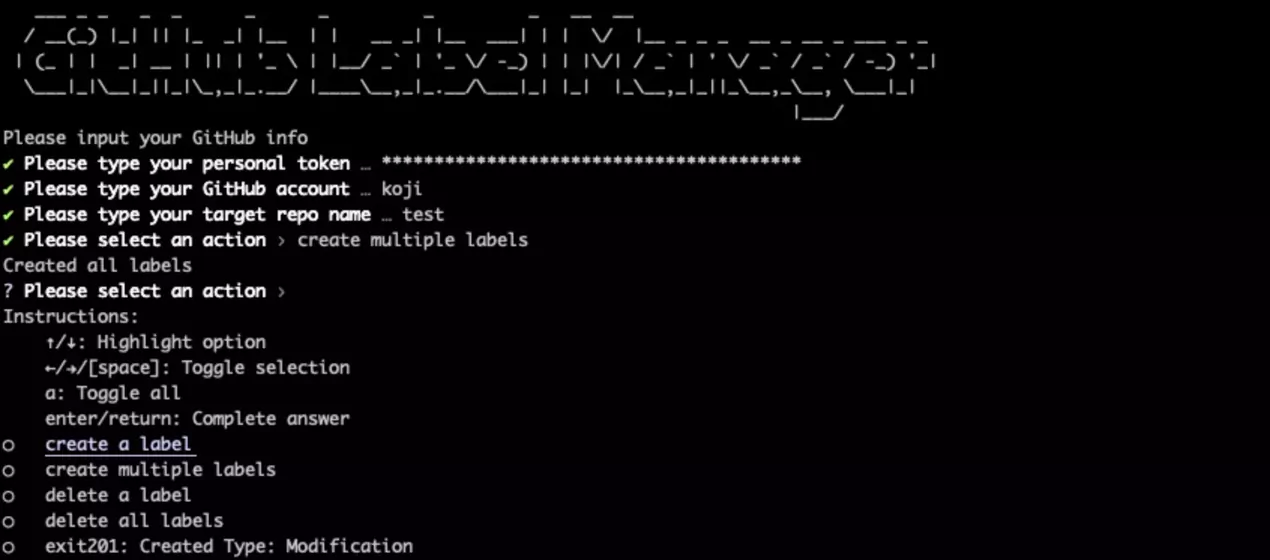 GitHub Label Manager
Please input your GitHub info
✔ Please type your personal token … ****************************************
✔ Please type your GitHub account … koji
✔ Please type your target repo name … test
✔ Please select an action › create multiple labels
Created all labels
? Please select an action ›
Instructions:
↑/↓: Highlight option
←/→/[space]: Toggle selection
a: Toggle all
enter/return: Complete answer
○ create a label
○ create multiple labels
○ delete a label
○ delete all labels
○ exit201: Created Type: Modification